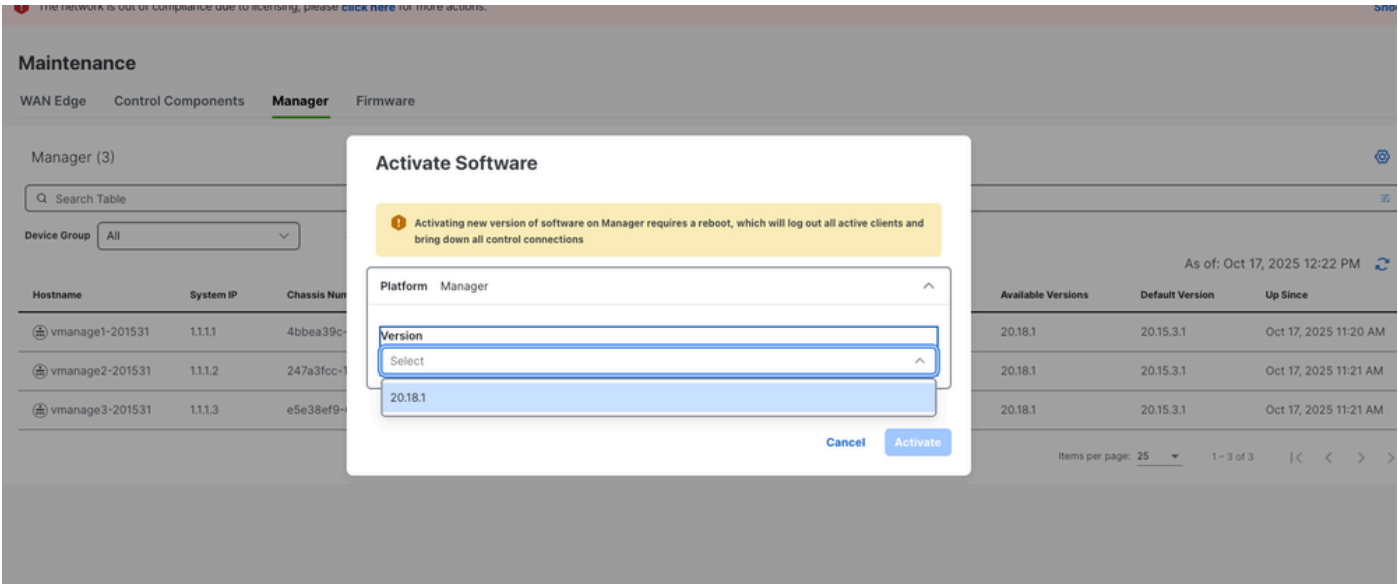 The network is out of compliance due to licensing, please click here for more actions.
Maintenance
WAN Edge Control Components Manager Firmware
Manager (3)
Search Table
Device Group All
As of: Oct 17, 2025 12:22 PM
Hostname System IP Chassis Num Available Versions Default Version Up Since
vmanage1-201531 1.1.1.1 4bbea39c- 20.18.1 20.15.3.1 Oct 17, 2025 11:20 AM
vmanage2-201531 1.1.1.2 247a3fcc-1 20.18.1 20.15.3.1 Oct 17, 2025 11:21 AM
vmanage3-201531 1.1.1.3 e5e38ef9- 20.18.1 20.15.3.1 Oct 17, 2025 11:21 AM
Items per page: 25 1 – 3 of 3
Activate Software
Activating new version of software on Manager requires a reboot, which will log out all active clients and
bring down all control connections
Platform Manager
Version
Select
20.18.1
Cancel Activate